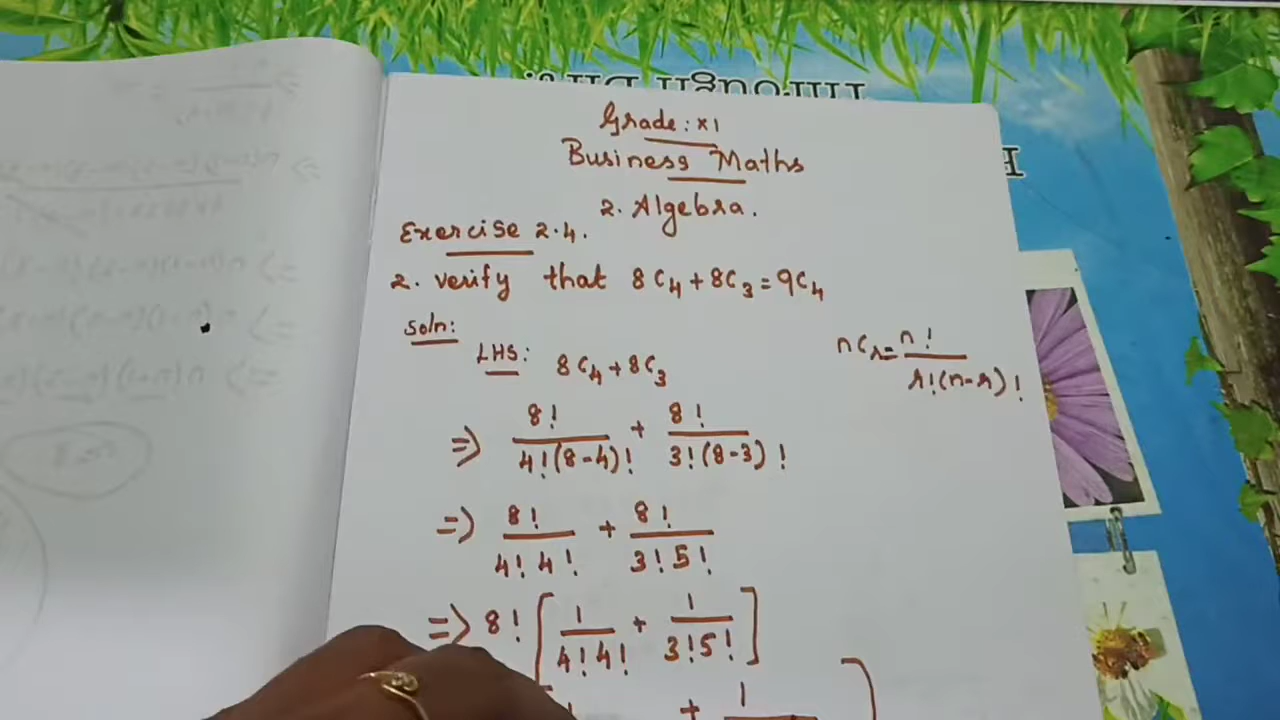 Grade: XI
Business Maths
2. Algebra.
Exercise 2.4.
2. verify that 8C4+8C3=9C4
Soln:
LHS: 8C4+8C3
nCr= n! / r!(n-r)!
=> 8! / 4!(8-4)! + 8! / 3!(8-3)!
=> 8! / 4!4! + 8! / 3!5!
=> 8! [ 1 / 4!4! + 1 / 3!5! ]
+ 1